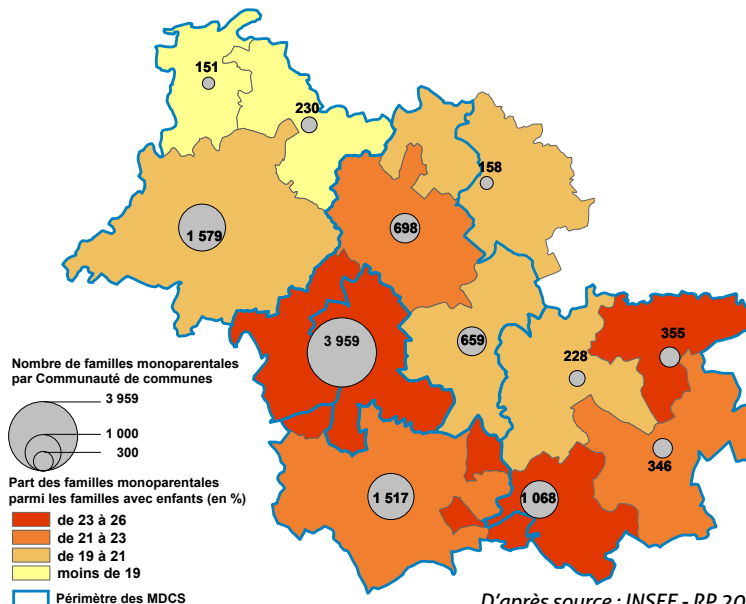 151
230
158
698
1 579
3 959
659
355
228
346
1 517
1 068
Nombre de familles monoparentales
par Communauté de communes
3 959
1 000
300
Part des familles monoparentales
parmi les familles avec enfants (en %)
de 23 à 26
de 21 à 23
de 19 à 21
moins de 19
Périmètre des MDCS
D'après source : INSEE - RP 20